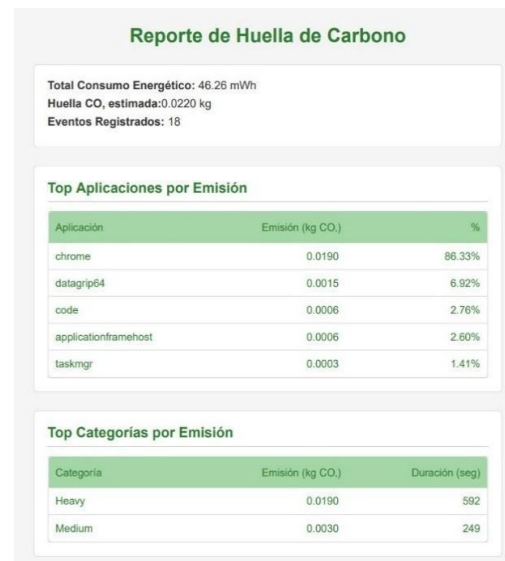 Reporte de Huella de Carbono
Total Consumo Energético: 46.26 mWh
Huella CO, estimada:0.0220 kg
Eventos Registrados: 18
Top Aplicaciones por Emisión
Aplicación Emisión (kg CO,) %
chrome 0.0190 86.33%
datagrip64 0.0015 6.92%
code 0.0006 2.76%
applicationframehost 0.0006 2.60%
taskmgr 0.0003 1.41%
Top Categorías por Emisión
Categoría Emisión (kg CO,) Duración (seg)
Heavy 0.0190 592
Medium 0.0030 249